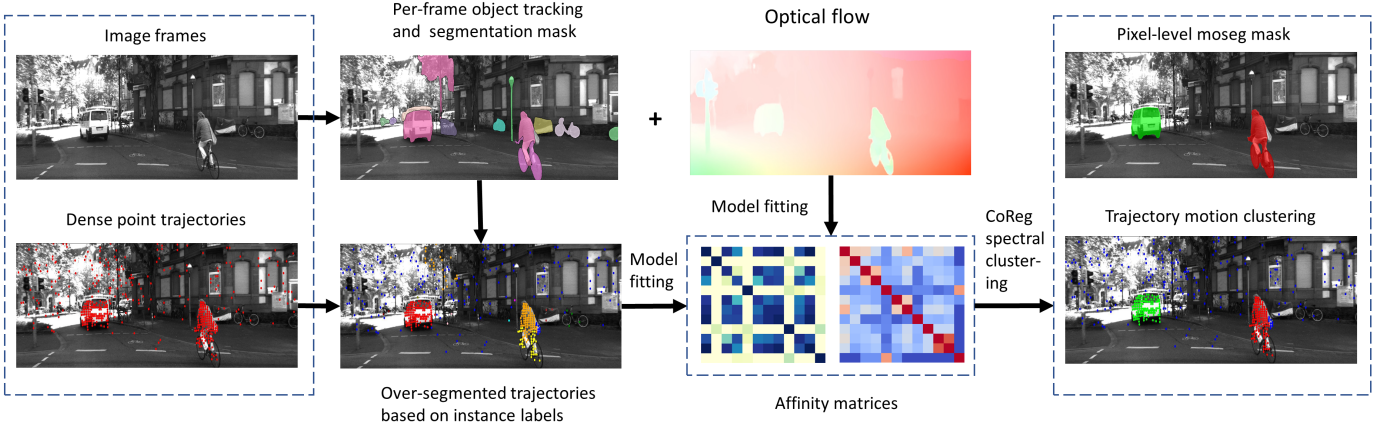 Image frames
Per-frame object tracking
and segmentation mask
Optical flow
Pixel-level moseg mask
+
Dense point trajectories
Model fitting
Model
fitting
CoReg
spectral
cluster-
ing
Trajectory motion clustering
Over-segmented trajectories
based on instance labels
Affinity matrices